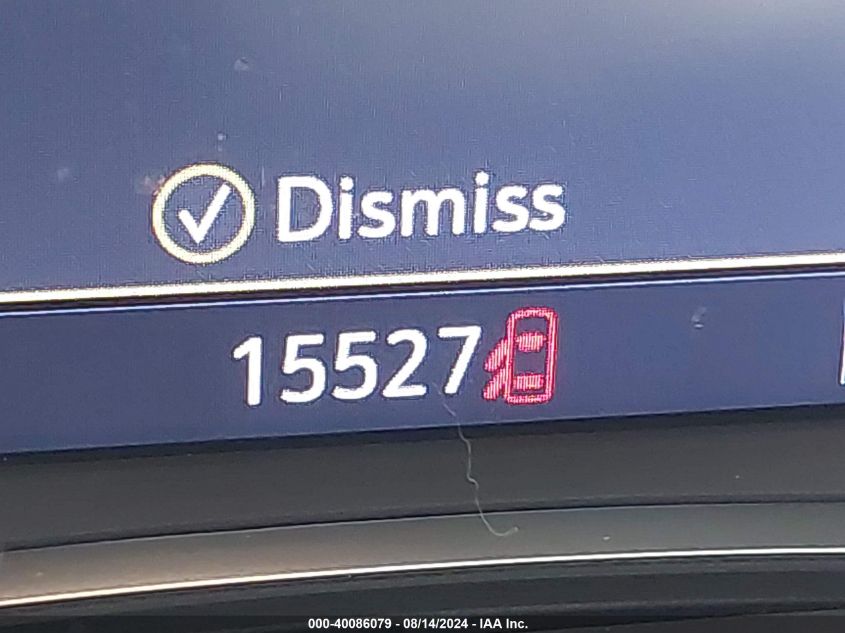 Dismiss
15527
000-40086079 - 08/14/2024 - IAA Inc.